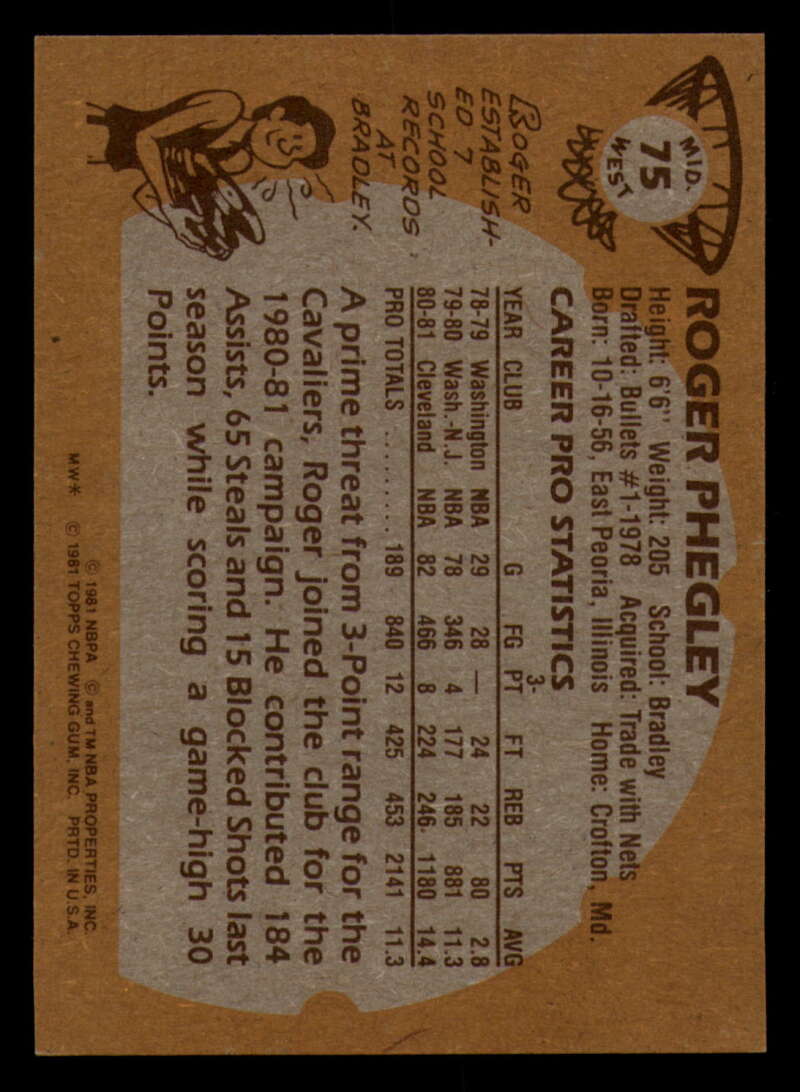 MID.
75
WEST
ROGER PHEGLEY
Height: 6'6" Weight: 205 School: Bradley
Drafted: Bullets #1-1978 Acquired: Trade with Nets
Born: 10-16-56, East Peoria, Illinois Home: Crofton, Md.
CAREER PRO STATISTICS
YEAR CLUB G FG 3-PT FT REB PTS AVG
78-79 Washington NBA 29 28 — 24 22 80 2.8
79-80 Wash.-N.J. NBA 78 346 4 177 185 881 11.3
80-81 Cleveland NBA 82 466 8 224 246 1180 14.4
PRO TOTALS .......... 189 840 12 425 453 2141 11.3
A prime threat from 3-Point range for the
Cavaliers, Roger joined the club for the
1980-81 campaign. He contributed 184
Assists, 65 Steals and 15 Blocked Shots last
season while scoring a game-high 30
Points.
ROGER
ESTABLISH-
ED 7
SCHOOL
RECORDS
AT
BRADLEY.
© 1981 NBPA © and TM NBA PROPERTIES, INC.
MW* © 1981 TOPPS CHEWING GUM, INC. PRTD. IN U.S.A.